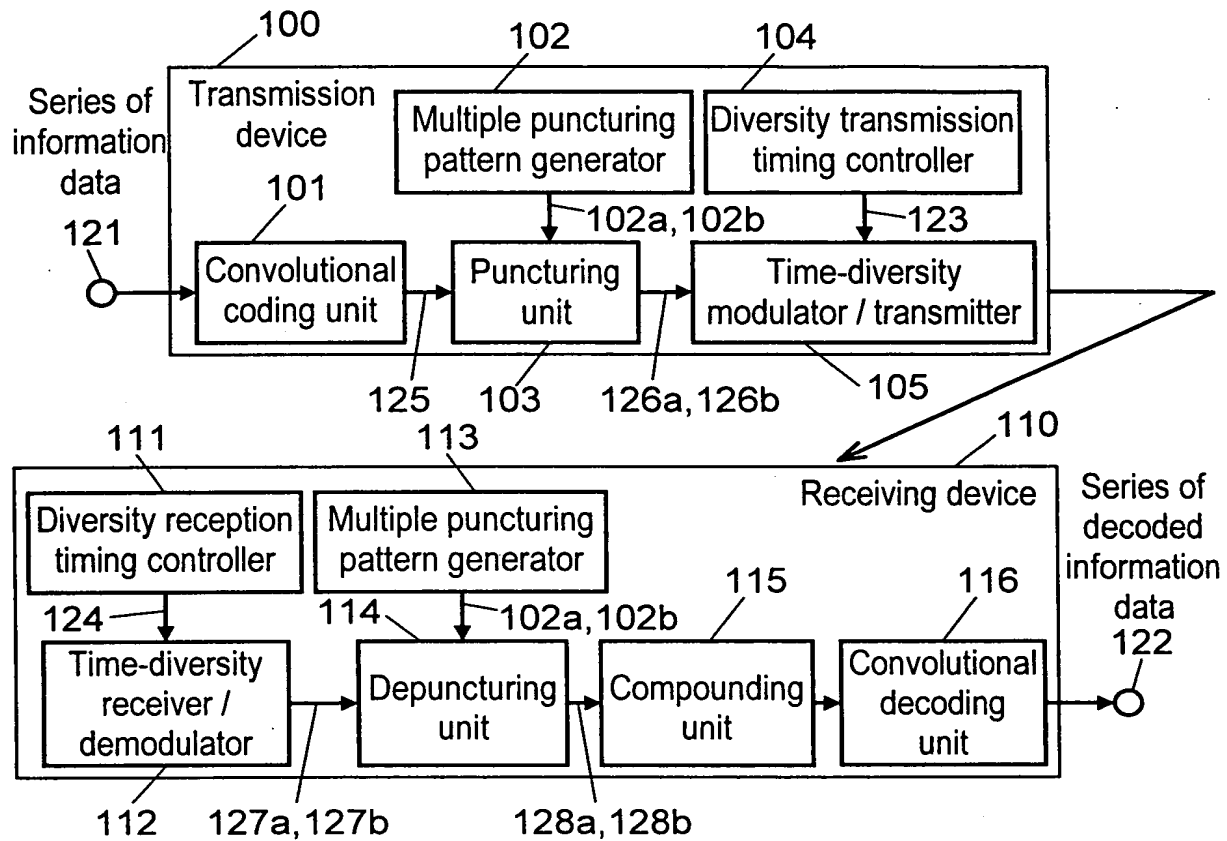 100
102
104
Series of
information
data
121
Transmission
device
Multiple puncturing
pattern generator
Diversity transmission
timing controller
101
102a, 102b
123
Convolutional
coding unit
Puncturing
unit
Time-diversity
modulator / transmitter
125
103
126a, 126b
105
111
113
110
Receiving device
Diversity reception
timing controller
Multiple puncturing
pattern generator
Series of
decoded
information
data
122
124
114
102a, 102b
115
116
Time-diversity
receiver /
demodulator
Depuncturing
unit
Compounding
unit
Convolutional
decoding
unit
112
127a, 127b
128a, 128b